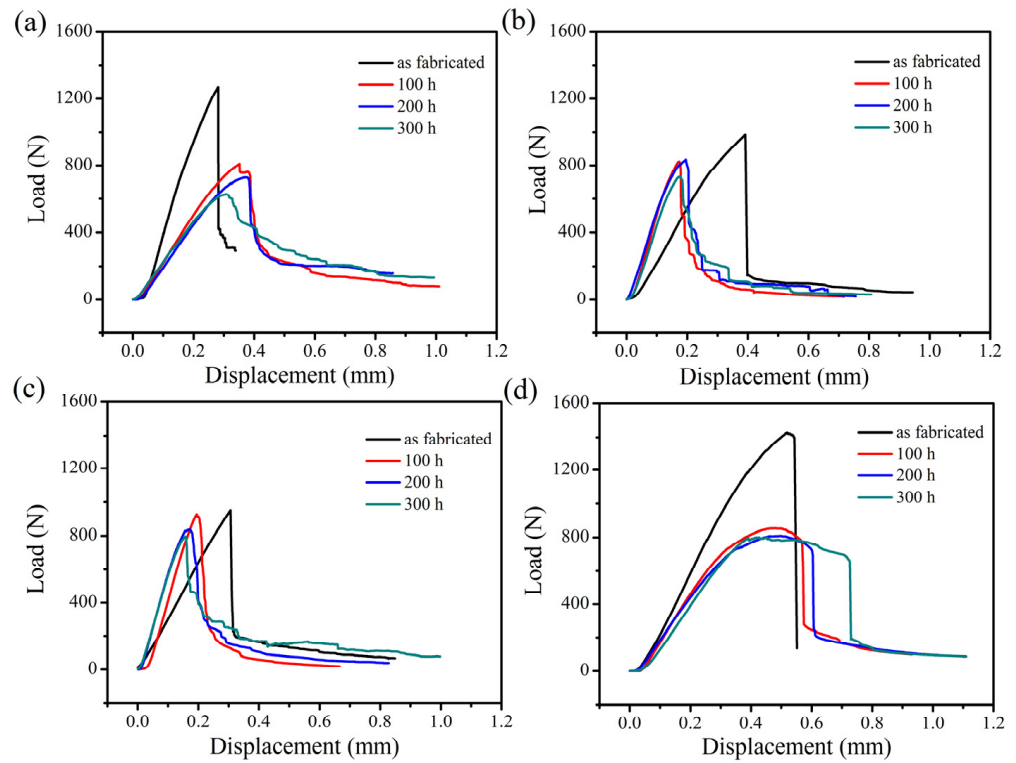 (a)
1600
1200
800
400
0
Load (N)
as fabricated
100 h
200 h
300 h
0.0 0.2 0.4 0.6 0.8 1.0 1.2
Displacement (mm)
(b)
1600
1200
800
400
0
Load (N)
as fabricated
100 h
200 h
300 h
0.0 0.2 0.4 0.6 0.8 1.0 1.2
Displacement (mm)
(c)
1600
1200
800
400
0
Load (N)
as fabricated
100 h
200 h
300 h
0.0 0.2 0.4 0.6 0.8 1.0 1.2
Displacement (mm)
(d)
1600
1400
800
400
0
Load (N)
as fabricated
100 h
200 h
300 h
0.0 0.2 0.4 0.6 0.8 1.0 1.2
Displacement (mm)